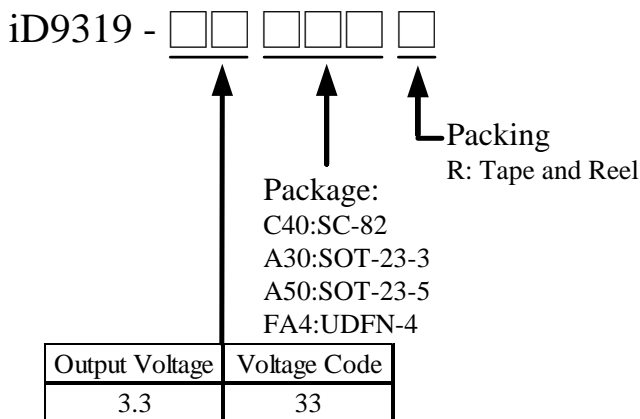 iD9319 - □□ □□□ □
Packing
R: Tape and Reel
Package:
C40:SC-82
A30:SOT-23-3
A50:SOT-23-5
FA4:UDFN-4
Output Voltage Voltage Code
3.3 33